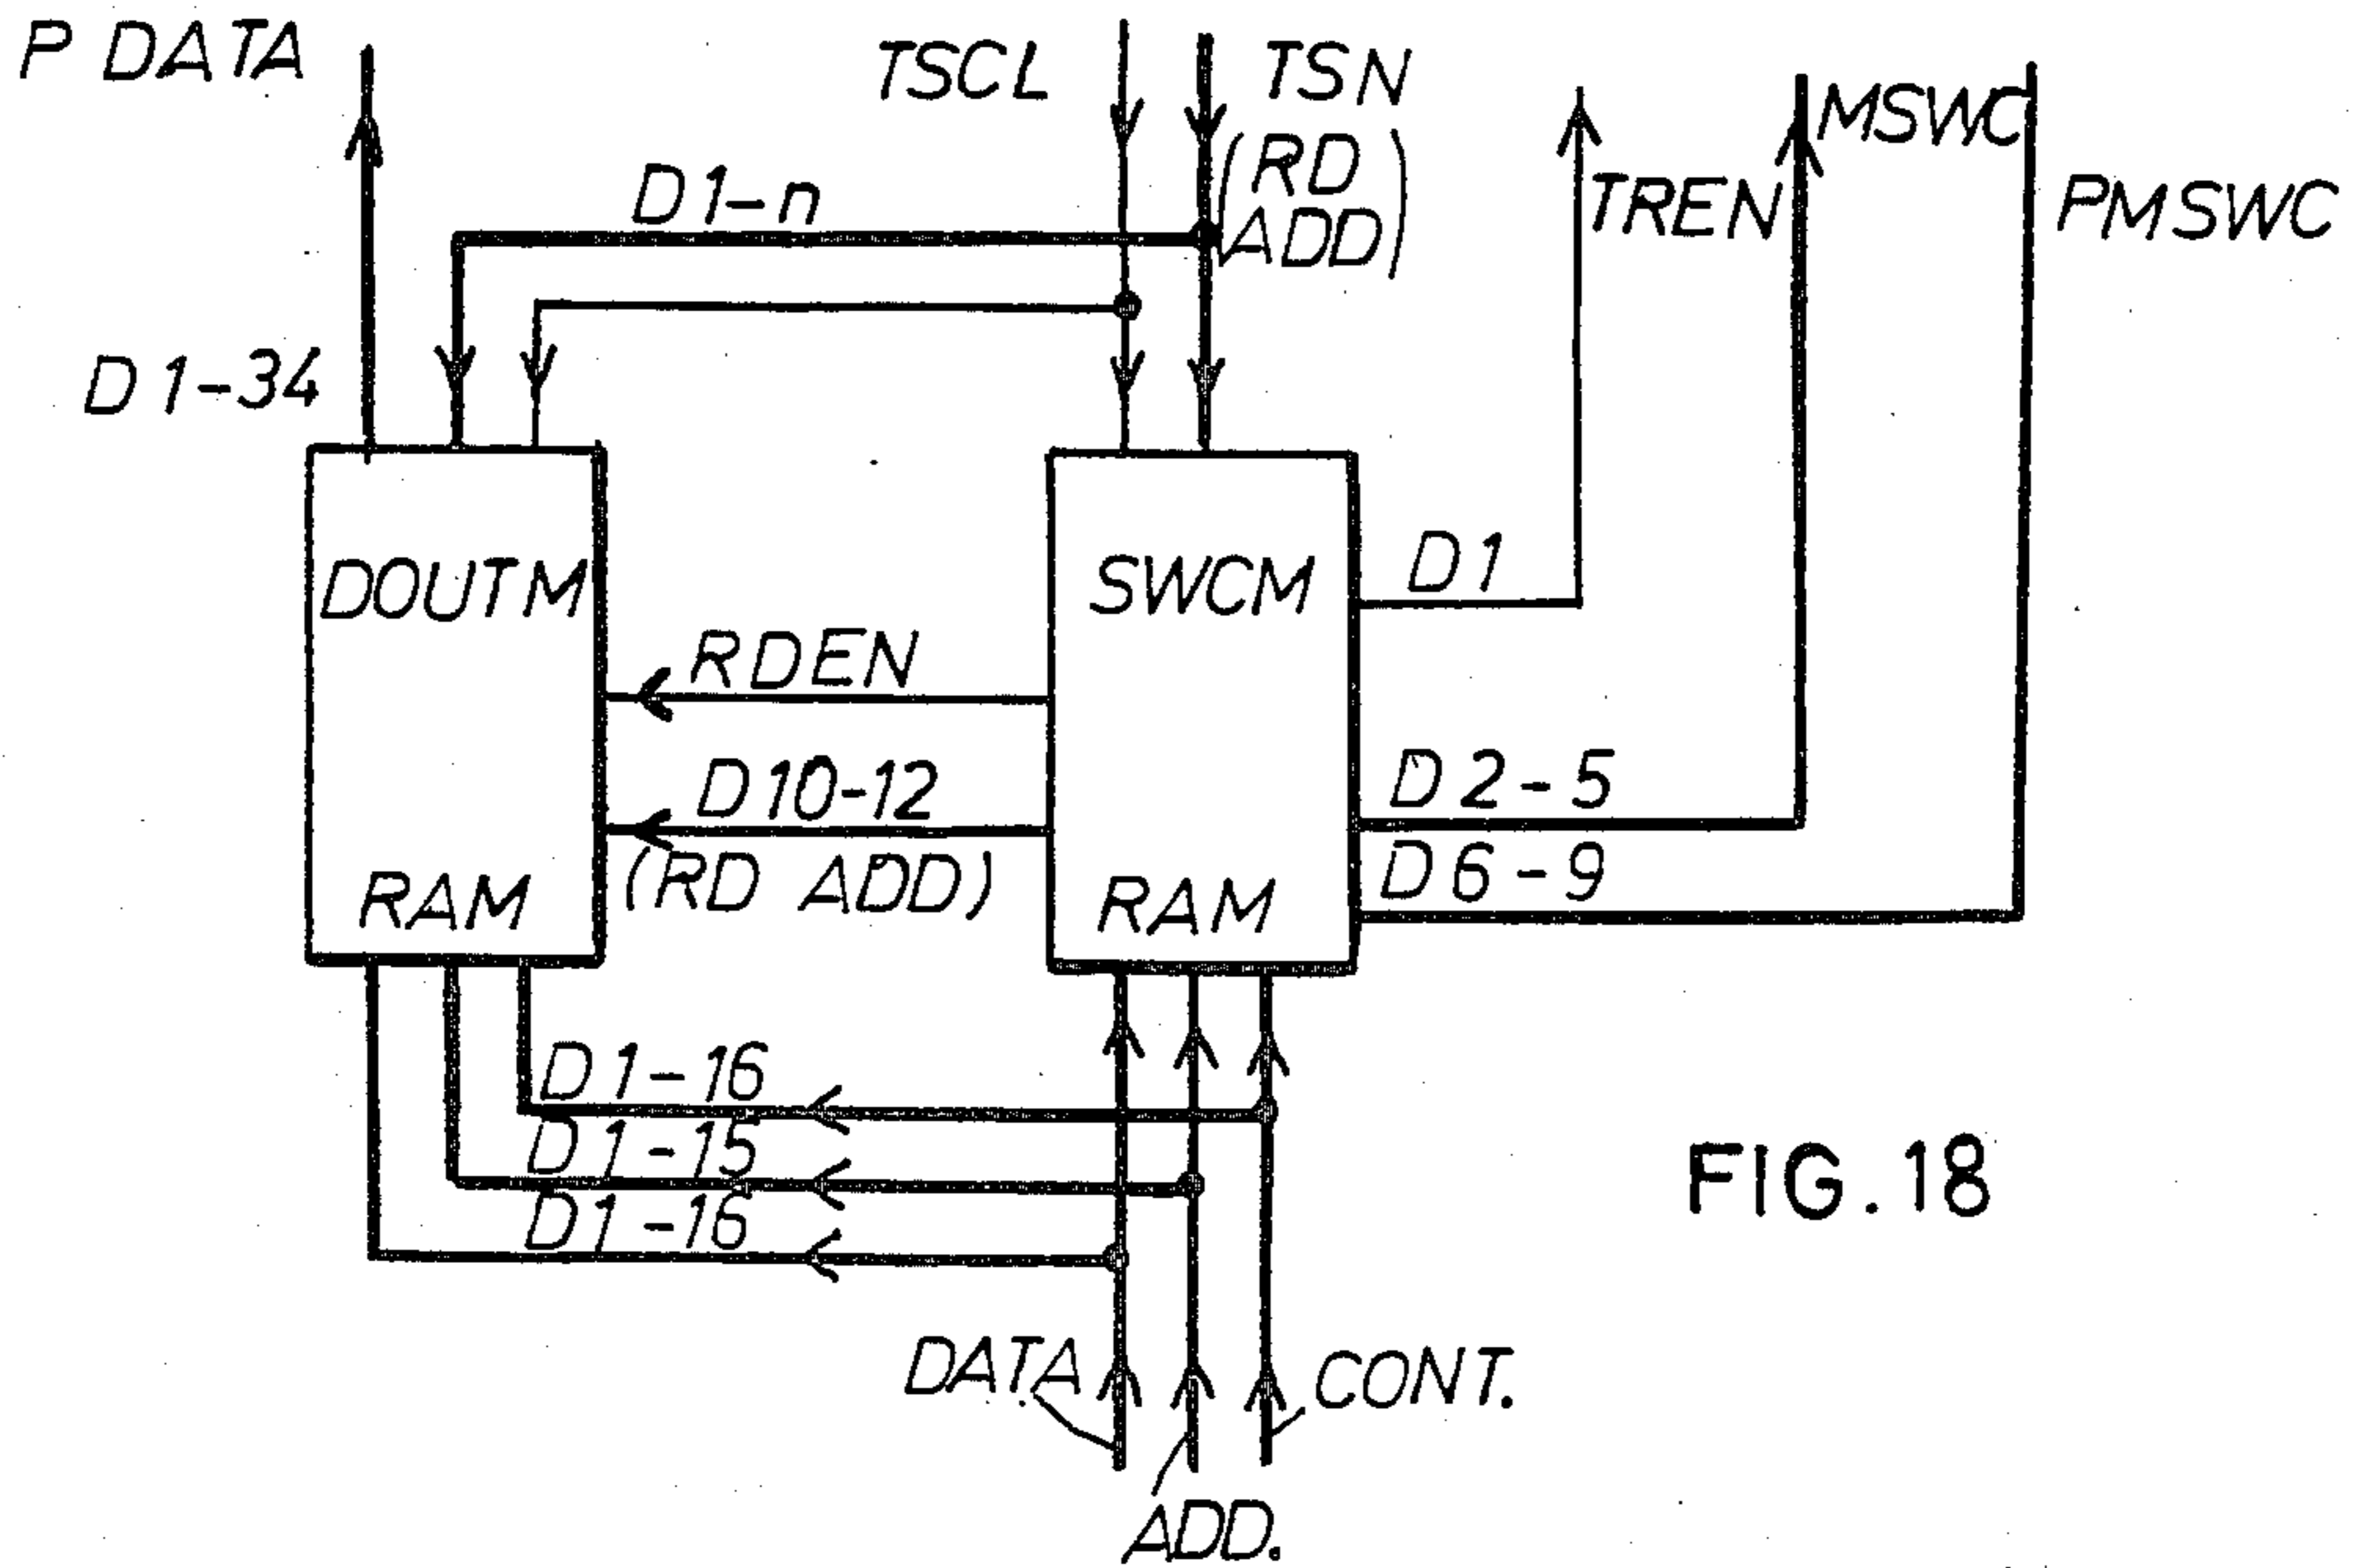 P DATA
TSCL
TSN
(RD
ADD)
TREN
MSWC
PMSWC
D1-n
D1-34
DOUTM
RAM
SWCM
RAM
RDEN
D10-12
(RD ADD)
D1
D2-5
D6-9
D1-16
D1-15
D1-16
DATA
ADD.
CONT.
FIG. 18